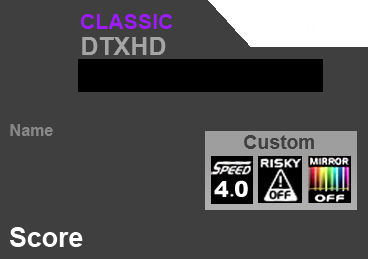 CLASSIC
DTXHD
Name
Custom
SPEED RISKY MIRROR
4.0 OFF OFF
Score